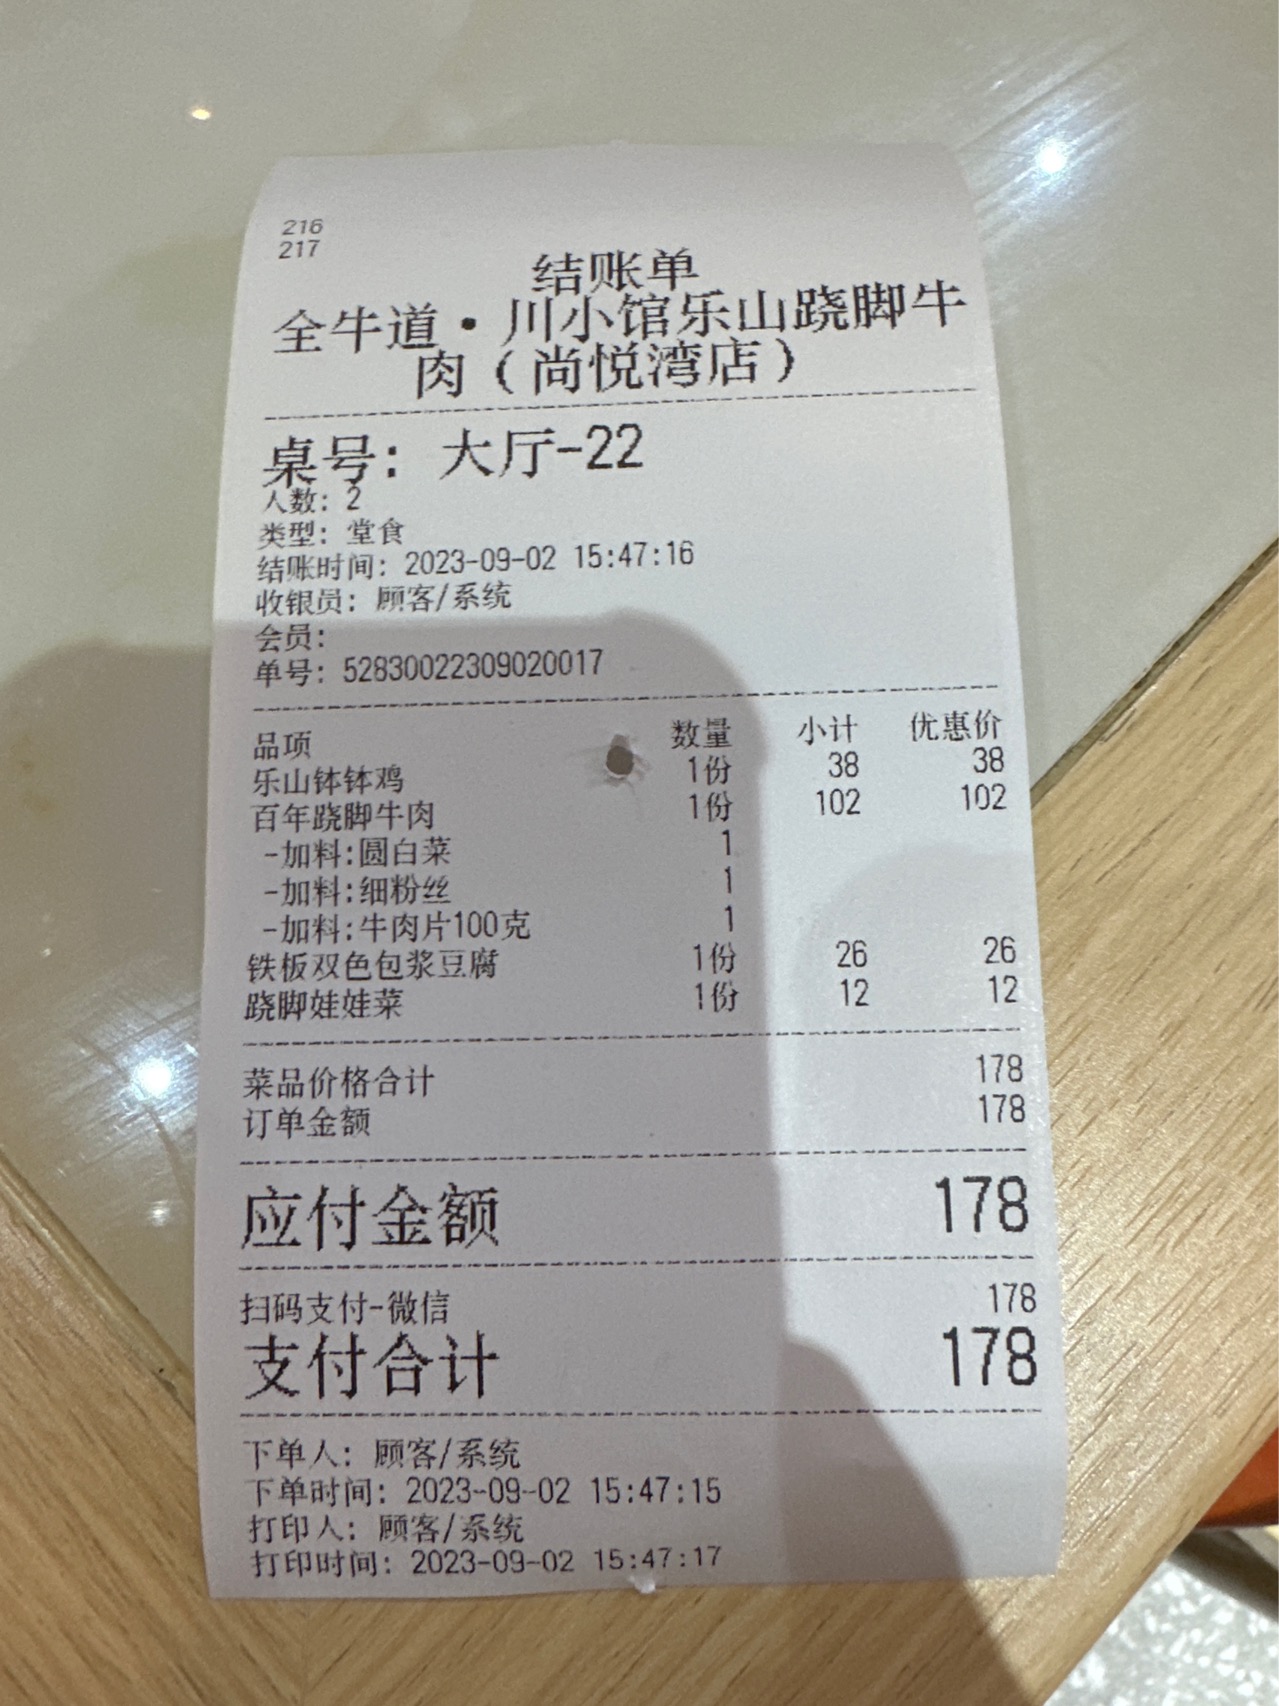 216
217
结账单
全牛道·川小馆乐山跷脚牛
肉(尚悦湾店)
桌号: 大厅-22
人数: 2
类型: 堂食
结账时间: 2023-09-02 15:47:16
收银员: 顾客/系统
会员:
单号: 52830022309020017
品项 数量 小计 优惠价
乐山钵钵鸡 1份 38 38
百年跷脚牛肉 1份 102 102
-加料:圆白菜 1
-加料:细粉丝 1
-加料:牛肉片100克 1
铁板双色包浆豆腐 1份 26 26
跷脚娃娃菜 1份 12 12
菜品价格合计 178
订单金额 178
应付金额 178
扫码支付-微信 178
支付合计 178
下单人: 顾客/系统
下单时间: 2023-09-02 15:47:15
打印人: 顾客/系统
打印时间: 2023-09-02 15:47:17